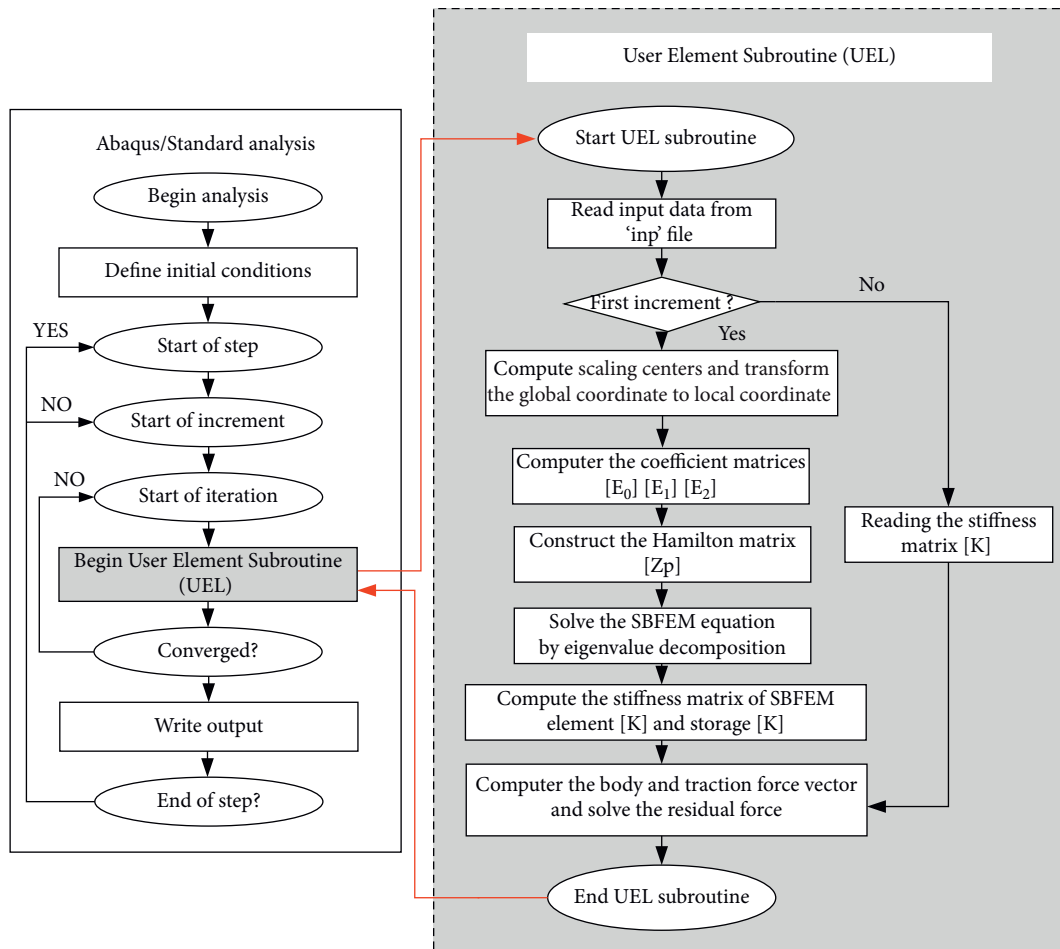 Abaqus/Standard analysis
Begin analysis
Define initial conditions
YES
Start of step
NO
Start of increment
NO
Start of iteration
Begin User Element Subroutine
(UEL)
Converged?
Write output
End of step?
User Element Subroutine (UEL)
Start UEL subroutine
Read input data from
‘inp’ file
First increment ?
No
Yes
Compute scaling centers and transform
the global coordinate to local coordinate
Computer the coefficient matrices
[E0] [E1] [E2]
Construct the Hamilton matrix
[Zp]
Reading the stiffness
matrix [K]
Solve the SBFEM equation
by eigenvalue decomposition
Compute the stiffness matrix of SBFEM
element [K] and storage [K]
Computer the body and traction force vector
and solve the residual force
End UEL subroutine